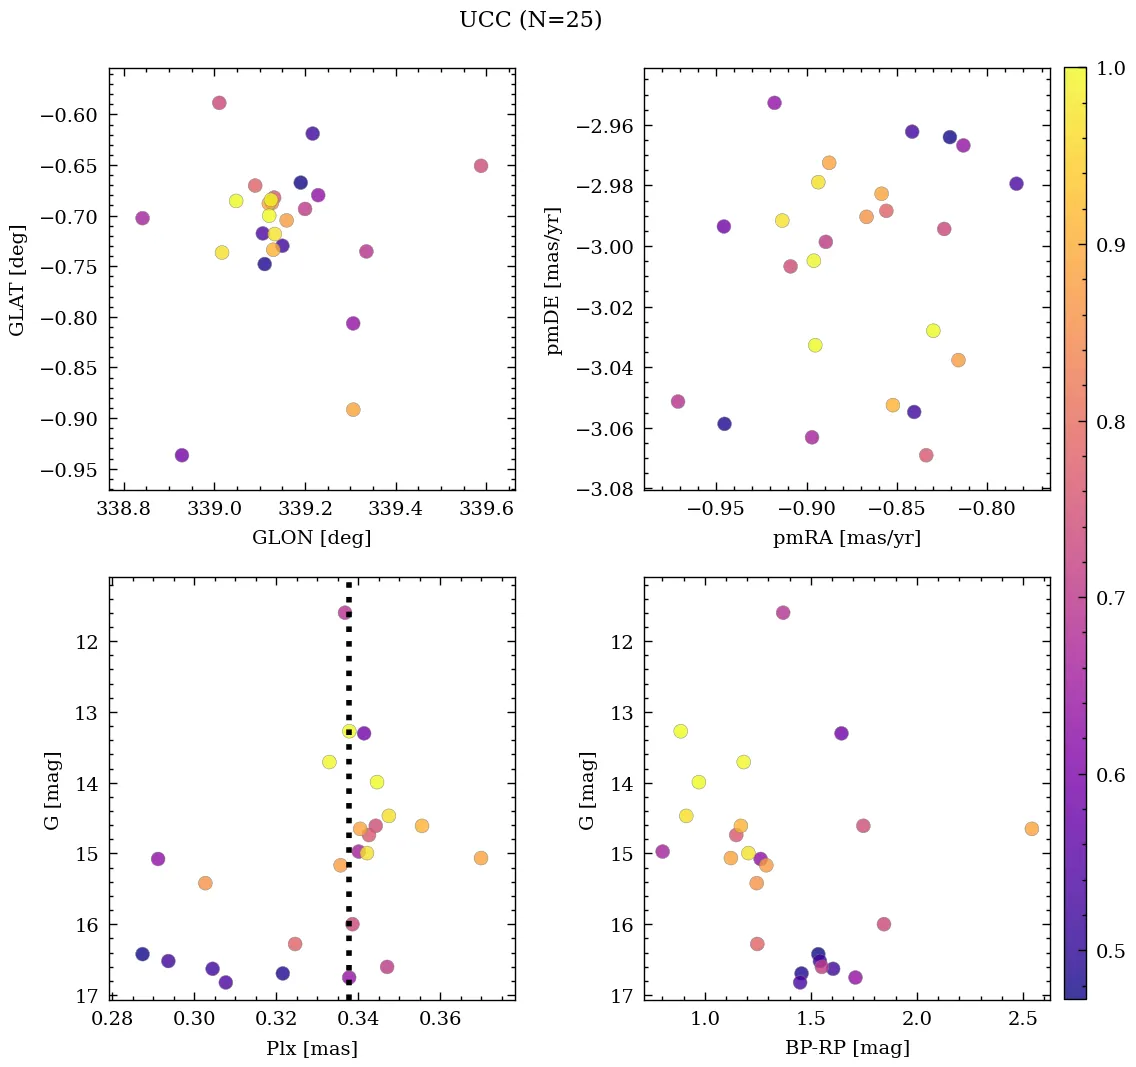 UCC (N=25)
−0.60
−0.65
−0.70
−0.75
−0.80
−0.85
−0.90
−0.95
GLAT [deg]
338.8 339.0 339.2 339.4 339.6
GLON [deg]
−2.96
−2.98
−3.00
−3.02
−3.04
−3.06
−3.08
pmDE [mas/yr]
−0.95 −0.90 −0.85 −0.80
pmRA [mas/yr]
12
13
14
15
16
17
G [mag]
0.28 0.30 0.32 0.34 0.36
Plx [mas]
12
13
14
15
16
17
G [mag]
1.0 1.5 2.0 2.5
BP-RP [mag]
1.0
0.9
0.8
0.7
0.6
0.5